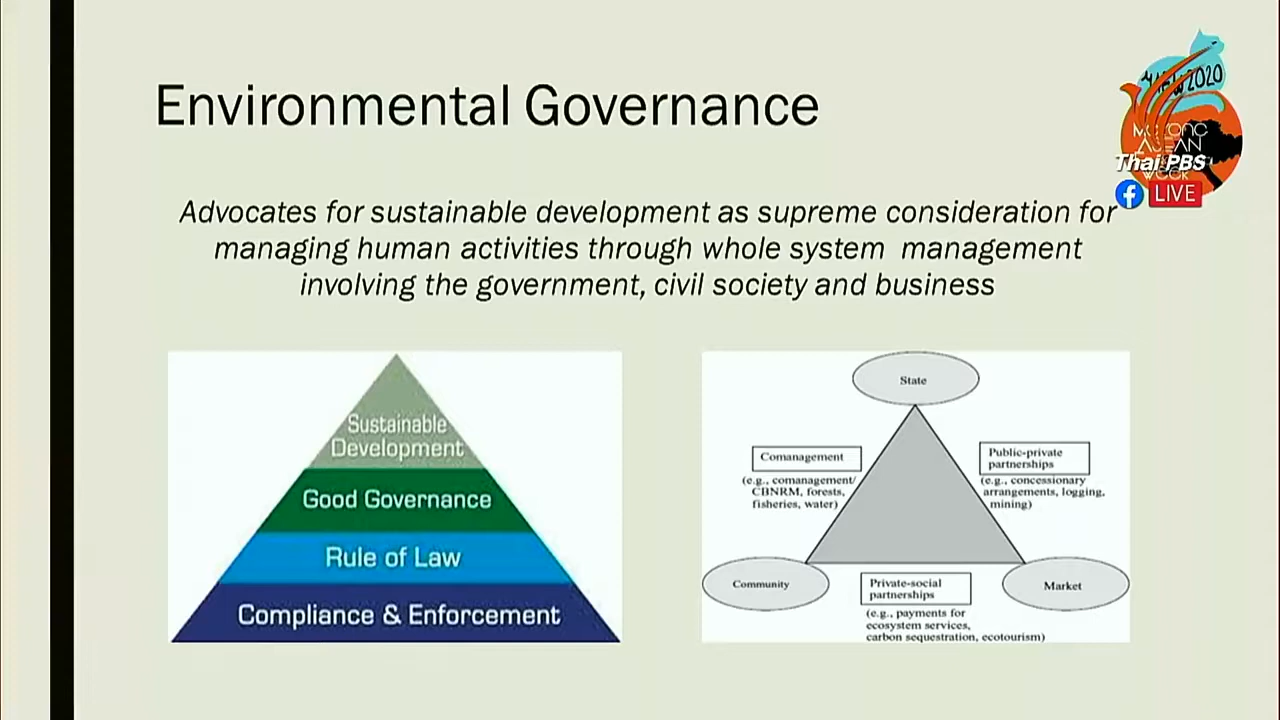 Environmental Governance
Advocates for sustainable development as supreme consideration for
managing human activities through whole system management
involving the government, civil society and business
2020
ASEAN
Thai PBS
LIVE
Sustainable
Development
Good Governance
Rule of Law
Compliance & Enforcement
State
Comanagement
(e.g., comanagement/
CBNRM, forests,
fisheries, water)
Public-private
partnerships
(e.g., concessionary
arrangements, logging,
mining)
Community
Market
Private-social
partnerships
(e.g., payments for
ecosystem services,
carbon sequestration, ecotourism)